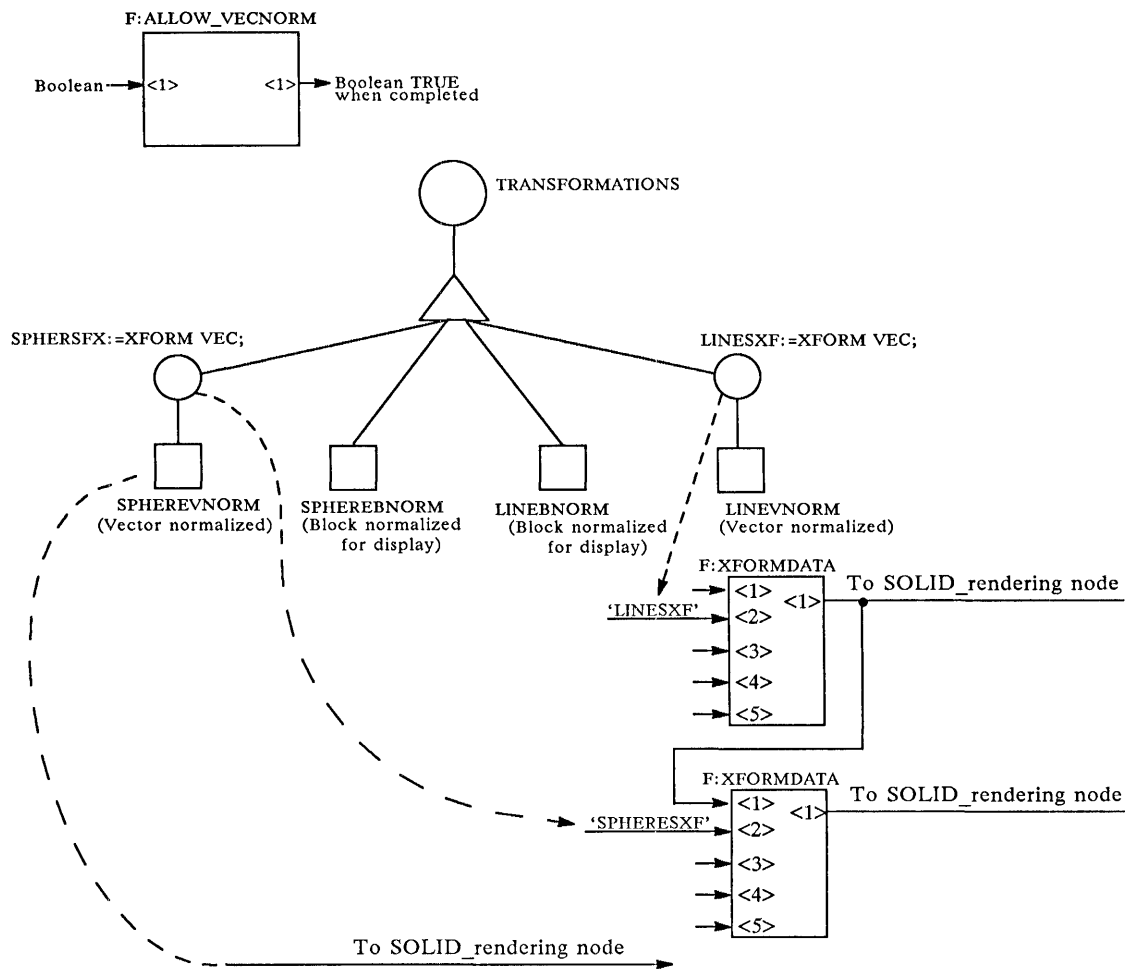 F:ALLOW_VECNORM
Boolean <1> <1> Boolean TRUE
when completed
TRANSFORMATIONS
SPHERSFX:=XFORM VEC; LINESXF:=XFORM VEC;
SPHEREVNORM
(Vector normalized)
SPHEREBNORM
(Block normalized
for display)
LINEBNORM
(Block normalized
for display)
LINEVNORM
(Vector normalized)
F:XFORMDATA
<1> <1> To SOLID_rendering node
'LINESXF' <2>
<3>
<4>
<5>
F:XFORMDATA
<1> <1> To SOLID_rendering node
'SPHERESXF' <2>
<3>
<4>
<5>
To SOLID_rendering node